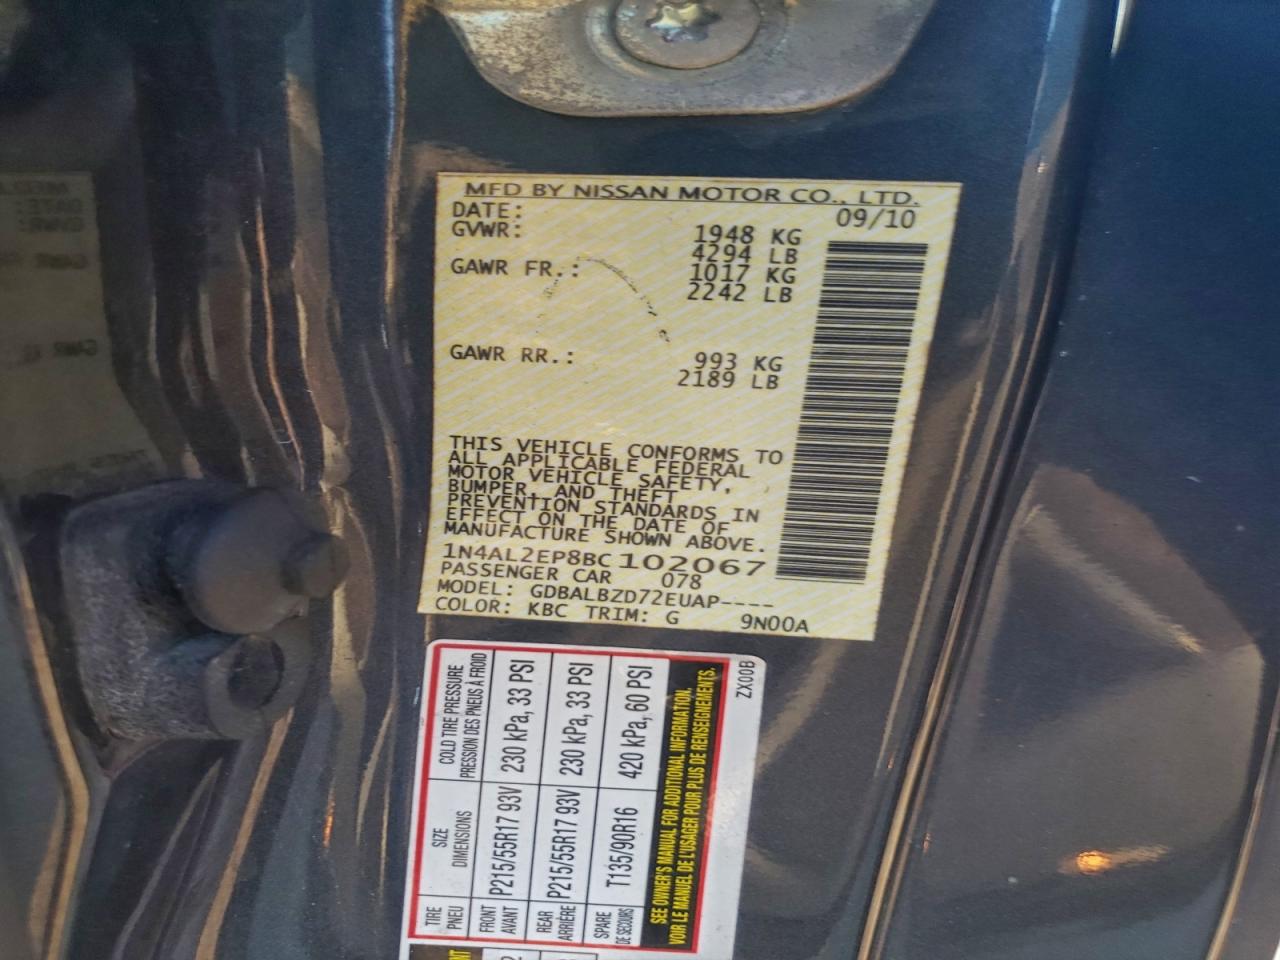 MFD BY NISSAN MOTOR CO., LTD.
DATE: 09/10
GVWR: 1948 KG
4294 LB
GAWR FR.: 1017 KG
2242 LB
GAWR RR.: 993 KG
2189 LB
THIS VEHICLE CONFORMS TO
ALL APPLICABLE FEDERAL
MOTOR VEHICLE SAFETY,
BUMPER, AND THEFT
PREVENTION STANDARDS IN
EFFECT ON THE DATE OF
MANUFACTURE SHOWN ABOVE.
1N4AL2EP8BC102067
PASSENGER CAR 078
MODEL: GDBALBZD72EUAP----
COLOR: KBC TRIM: G 9N00A
TIRE SIZE COLD TIRE PRESSURE
PNEU DIMENSIONS PRESSION DES PNEUS À FROID
FRONT P215/55R17 93V 230 kPa, 33 PSI
AVANT
REAR P215/55R17 93V 230 kPa, 33 PSI
ARRIÈRE
SPARE T135/90R16 420 kPa, 60 PSI
DE SECOURS
SEE OWNER'S MANUAL FOR ADDITIONAL INFORMATION.
VOIR LE MANUEL DE L'USAGER POUR PLUS DE RENSEIGNEMENTS.
ZX00B